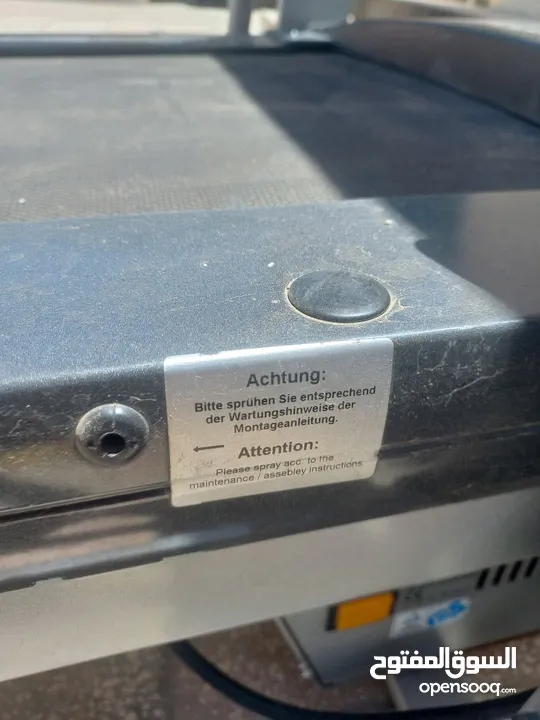 Achtung:
Bitte sprühen Sie entsprechend
der Wartungshinweise der
Montageanleitung.
Attention:
Please spray acc. to the
maintenance / assebley instructions
السوق المفتوح
opensooq.com